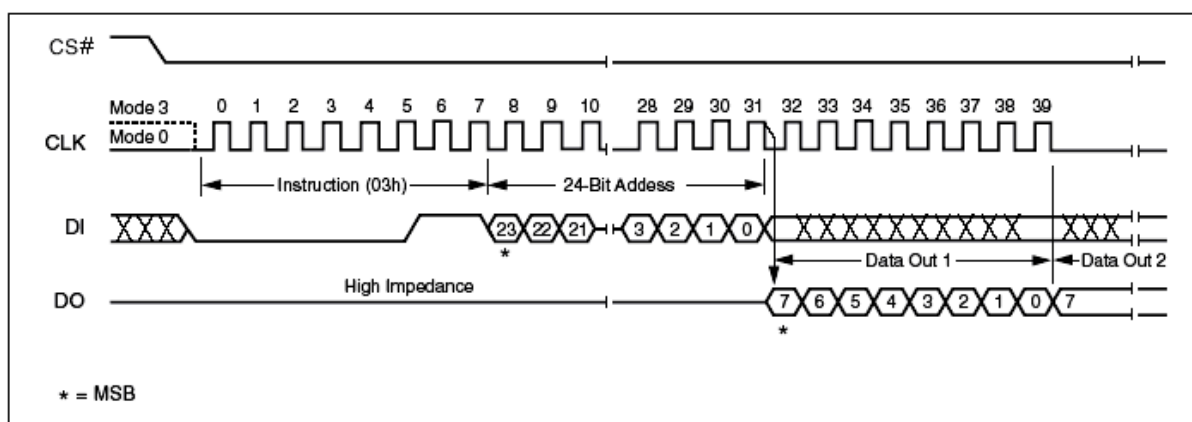 CS#
Mode 3 0 1 2 3 4 5 6 7 8 9 10 28 29 30 31 32 33 34 35 36 37 38 39
CLK Mode 0
Instruction (03h) 24-Bit Addess
DI 23 22 21 3 2 1 0
* Data Out 1 Data Out 2
High Impedance
DO 7 6 5 4 3 2 1 0 7
*
* = MSB